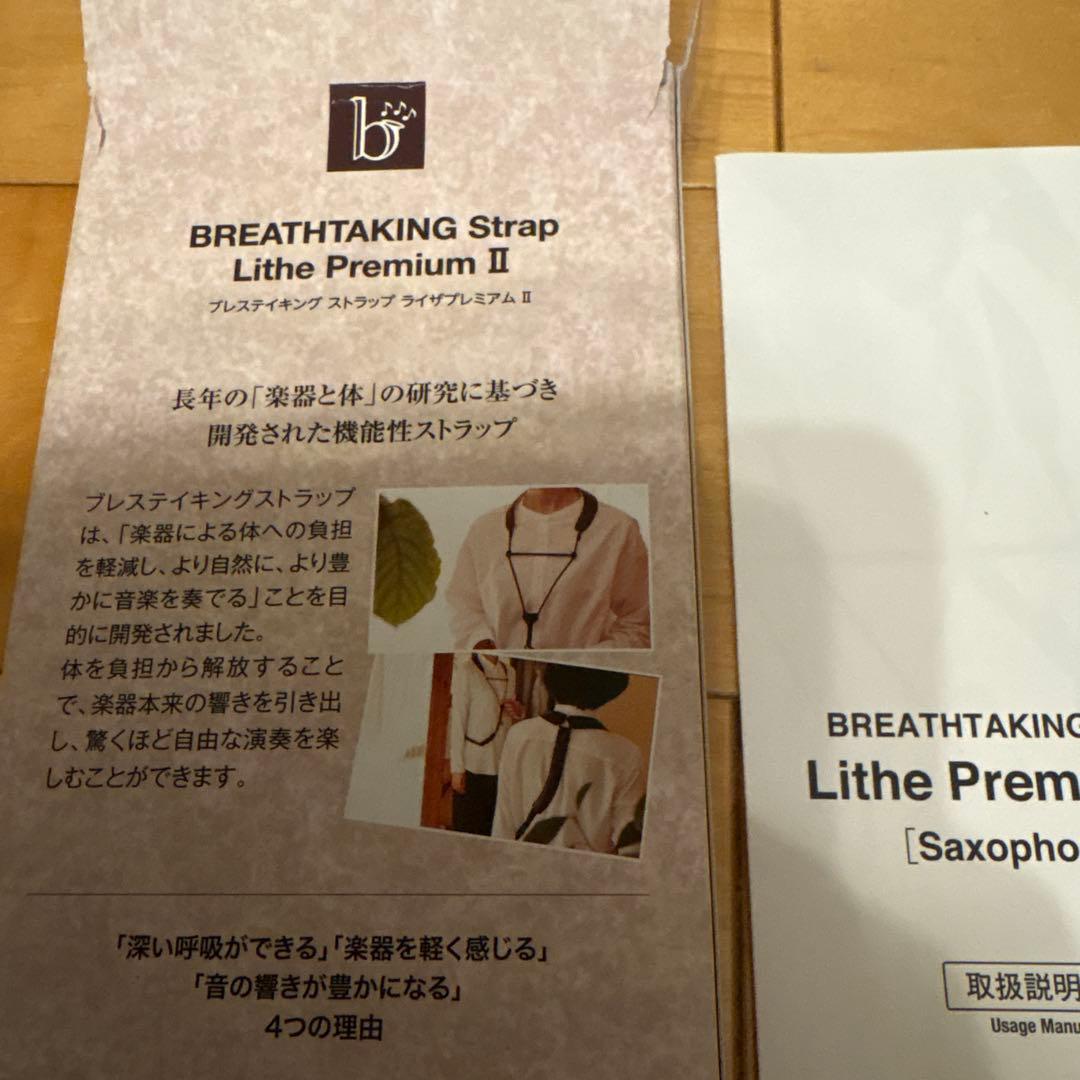 b
BREATHTAKING Strap
Lithe Premium Ⅱ
ブレステイキング ストラップ ライザプレミアム Ⅱ
長年の「楽器と体」の研究に基づき
開発された機能性ストラップ
ブレステイキングストラップ
は、「楽器による体への負担
を軽減し、より自然に、より豊
かに音楽を奏でる」ことを目
的に開発されました。
体を負担から解放すること
で、楽器本来の響きを引き出
し、驚くほど自由な演奏を楽
しむことができます。
「深い呼吸ができる」「楽器を軽く感じる」
「音の響きが豊かになる」
4つの理由
BREATHTAKING
Lithe Prem
[Saxopho
取扱説明
Usage Manu